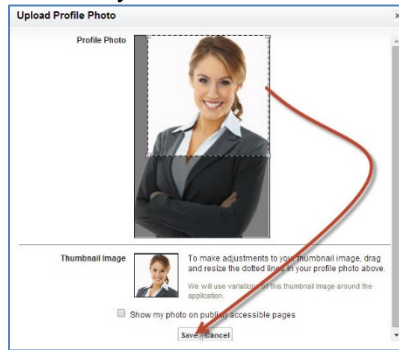 Upload Profile Photo ×
Profile Photo
Thumbnail Image
To make adjustments to your thumbnail image, drag
and resize the dotted lines in your profile photo above.
We will use variations of this thumbnail image around the
application.
Show my photo on publicly accessible pages
Save Cancel